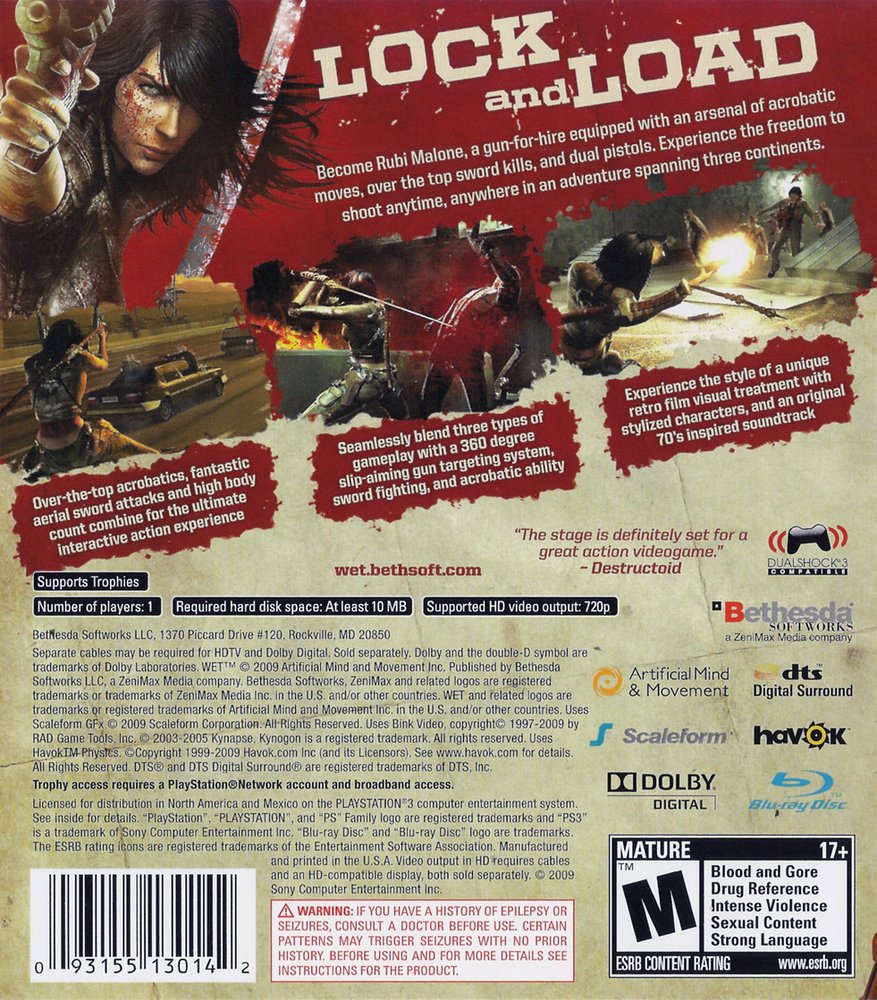 LOCK
and LOAD
Become Rubi Malone, a gun-for-hire equipped with an arsenal of acrobatic
moves, over the top sword kills, and dual pistols. Experience the freedom to
shoot anytime, anywhere in an adventure spanning three continents.
Over-the-top acrobatics, fantastic
aerial sword attacks and high body
count combine for the ultimate
interactive action experience
Seamlessly blend three types of
gameplay with a 360 degree
slip-aiming gun targeting system,
sword fighting, and acrobatic ability
Experience the style of a unique
retro film visual treatment with
stylized characters, and an original
70's inspired soundtrack
"The stage is definitely set for a
great action videogame."
– Destructoid
wet.bethsoft.com
DUALSHOCK®3
COMPATIBLE
Supports Trophies
Number of players: 1
Required hard disk space: At least 10 MB
Supported HD video output: 720p
Bethesda Softworks LLC, 1370 Piccard Drive #120, Rockville, MD 20850
Separate cables may be required for HDTV and Dolby Digital. Sold separately. Dolby and the double-D symbol are
trademarks of Dolby Laboratories. WET™ © 2009 Artificial Mind and Movement Inc. Published by Bethesda
Softworks LLC, a ZeniMax Media company. Bethesda Softworks, ZeniMax and related logos are registered
trademarks or trademarks of ZeniMax Media Inc. in the U.S. and/or other countries. WET and related logos are
trademarks or registered trademarks of Artificial Mind and Movement Inc. in the U.S. and/or other countries. Uses
Scaleform GFx © 2009 Scaleform Corporation. All Rights Reserved. Uses Bink Video, copyright© 1997-2009 by
RAD Game Tools, Inc. © 2003-2005 Kynapse, Kynogon is a registered trademark. All rights reserved. Uses
HavokTM Physics. ©Copyright 1999-2009 Havok.com Inc (and its Licensors). See www.havok.com for details.
All Rights Reserved. DTS® and DTS Digital Surround® are registered trademarks of DTS, Inc.
Trophy access requires a PlayStation®Network account and broadband access.
Licensed for distribution in North America and Mexico on the PLAYSTATION®3 computer entertainment system.
See inside for details. "PlayStation", "PLAYSTATION", and "PS" Family logo are registered trademarks and "PS3"
is a trademark of Sony Computer Entertainment Inc. "Blu-ray Disc" and "Blu-ray Disc" logo are trademarks.
The ESRB rating icons are registered trademarks of the Entertainment Software Association. Manufactured
and printed in the U.S.A. Video output in HD requires cables
and an HD-compatible display, both sold separately. © 2009
Sony Computer Entertainment Inc.
Bethesda®
SOFTWORKS
a ZeniMax Media company
Artificial Mind
& Movement
dts
Digital Surround
Scaleform
havok
DOLBY
DIGITAL
Blu-ray Disc
WARNING: IF YOU HAVE A HISTORY OF EPILEPSY OR
SEIZURES, CONSULT A DOCTOR BEFORE USE. CERTAIN
PATTERNS MAY TRIGGER SEIZURES WITH NO PRIOR
HISTORY. BEFORE USING AND FOR MORE DETAILS SEE
INSTRUCTIONS FOR THE PRODUCT.
0 93155 13014 2
MATURE 17+
M™
Blood and Gore
Drug Reference
Intense Violence
Sexual Content
Strong Language
ESRB CONTENT RATING www.esrb.org